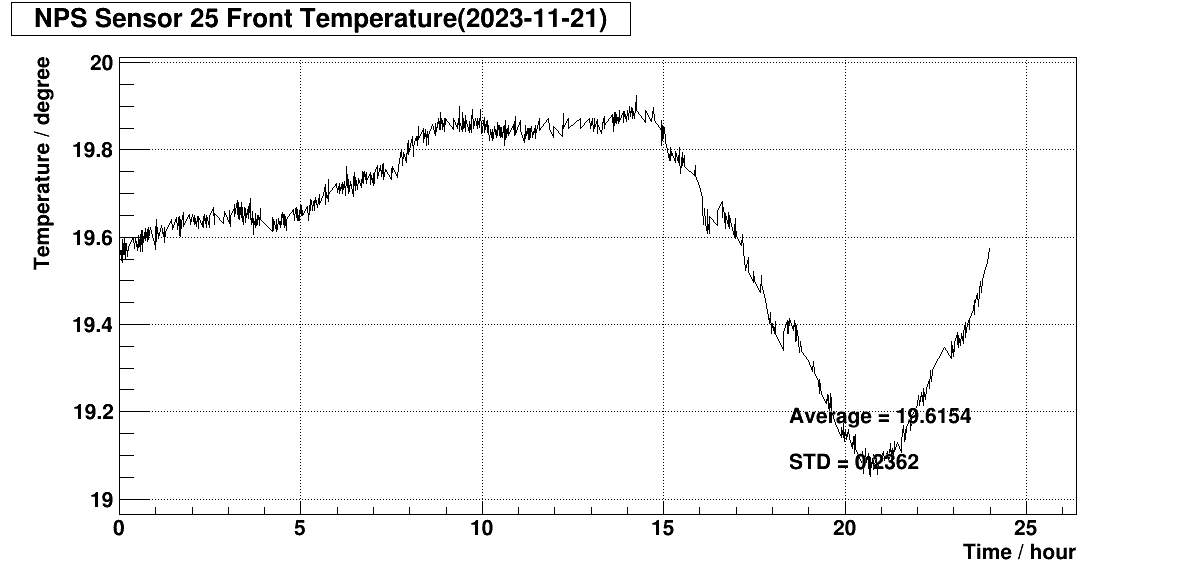 NPS Sensor 25 Front Temperature(2023-11-21)
Temperature / degree
20
19.8
19.6
19.4
19.2
19
Average = 19.6154
STD = 0.2362
0 5 10 15 20 25
Time / hour